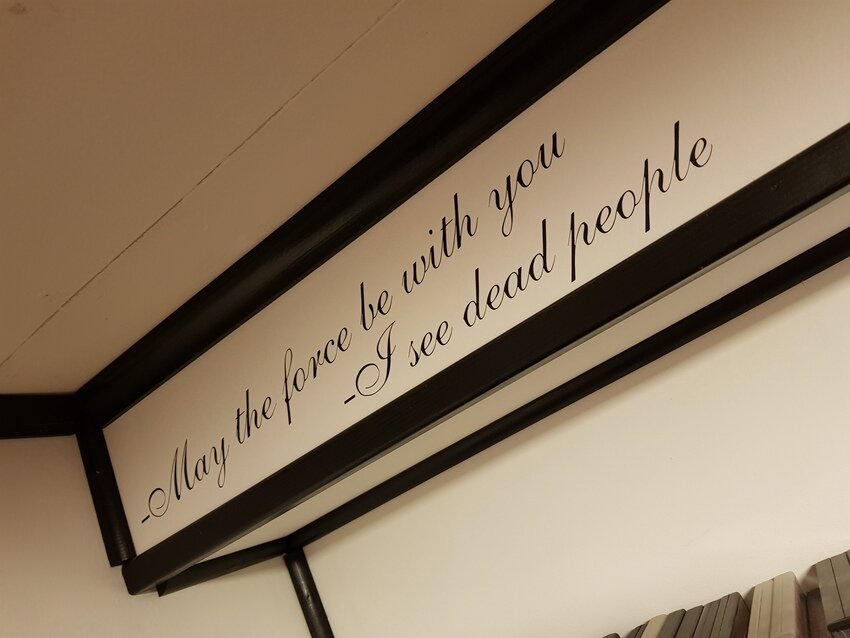 -May the force be with you
-I see dead people